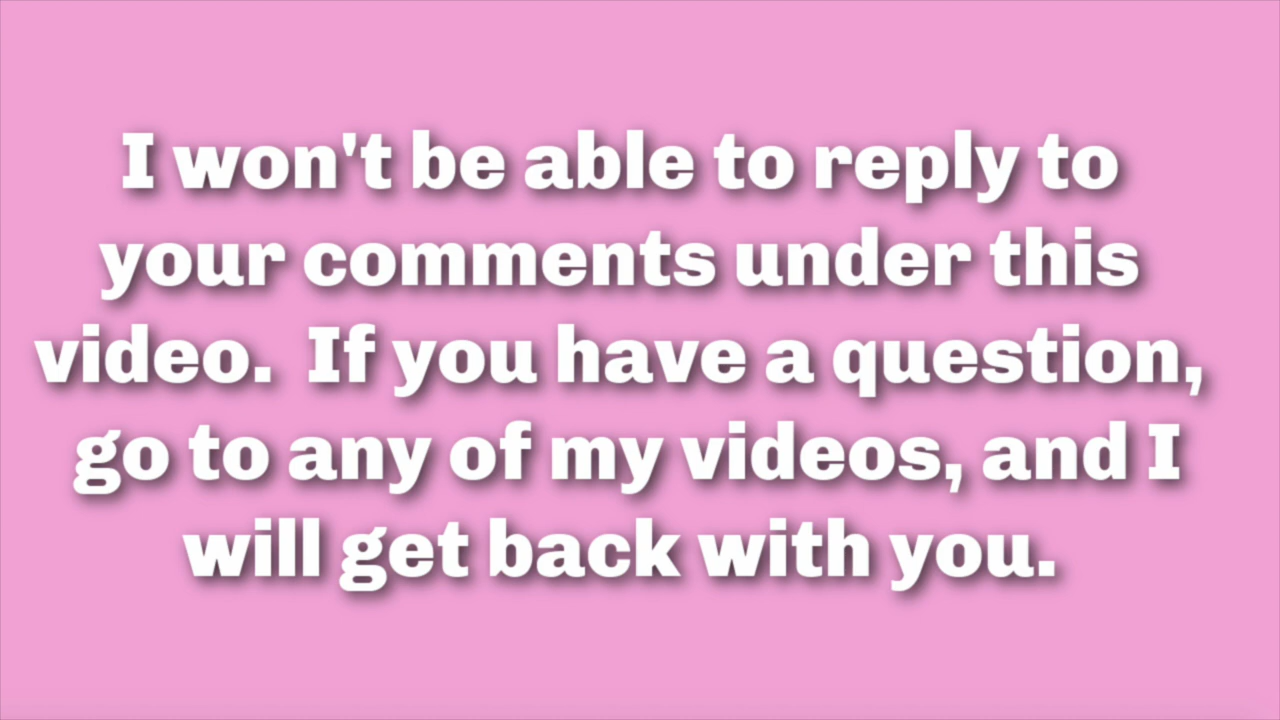 I won't be able to reply to
your comments under this
video.  If you have a question,
go to any of my videos, and I
will get back with you.